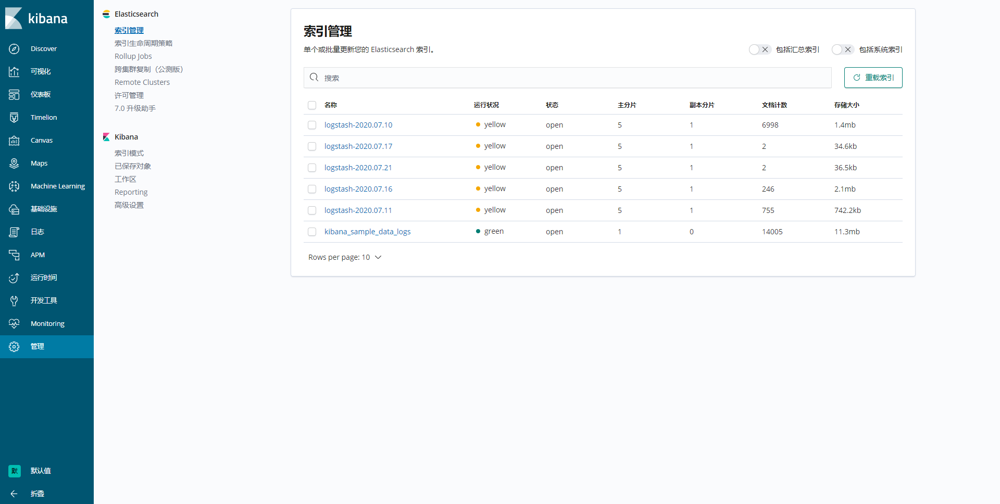 kibana
Discover
可视化
仪表板
Timelion
Canvas
Maps
Machine Learning
基础设施
日志
APM
运行时间
开发工具
Monitoring
管理
默 默认值
折叠
Elasticsearch
索引管理
索引生命周期策略
Rollup Jobs
跨集群复制（公测版）
Remote Clusters
许可管理
7.0 升级助手
Kibana
索引模式
已保存对象
工作区
Reporting
高级设置
索引管理
单个或批量更新您的 Elasticsearch 索引。 包括汇总索引 包括系统索引
搜索 重载索引
名称 运行状况 状态 主分片 副本分片 文档计数 存储大小
logstash-2020.07.10 yellow open 5 1 6998 1.4mb
logstash-2020.07.17 yellow open 5 1 2 34.6kb
logstash-2020.07.21 yellow open 5 1 2 36.5kb
logstash-2020.07.16 yellow open 5 1 246 2.1mb
logstash-2020.07.11 yellow open 5 1 755 742.2kb
kibana_sample_data_logs green open 1 0 14005 11.3mb
Rows per page: 10